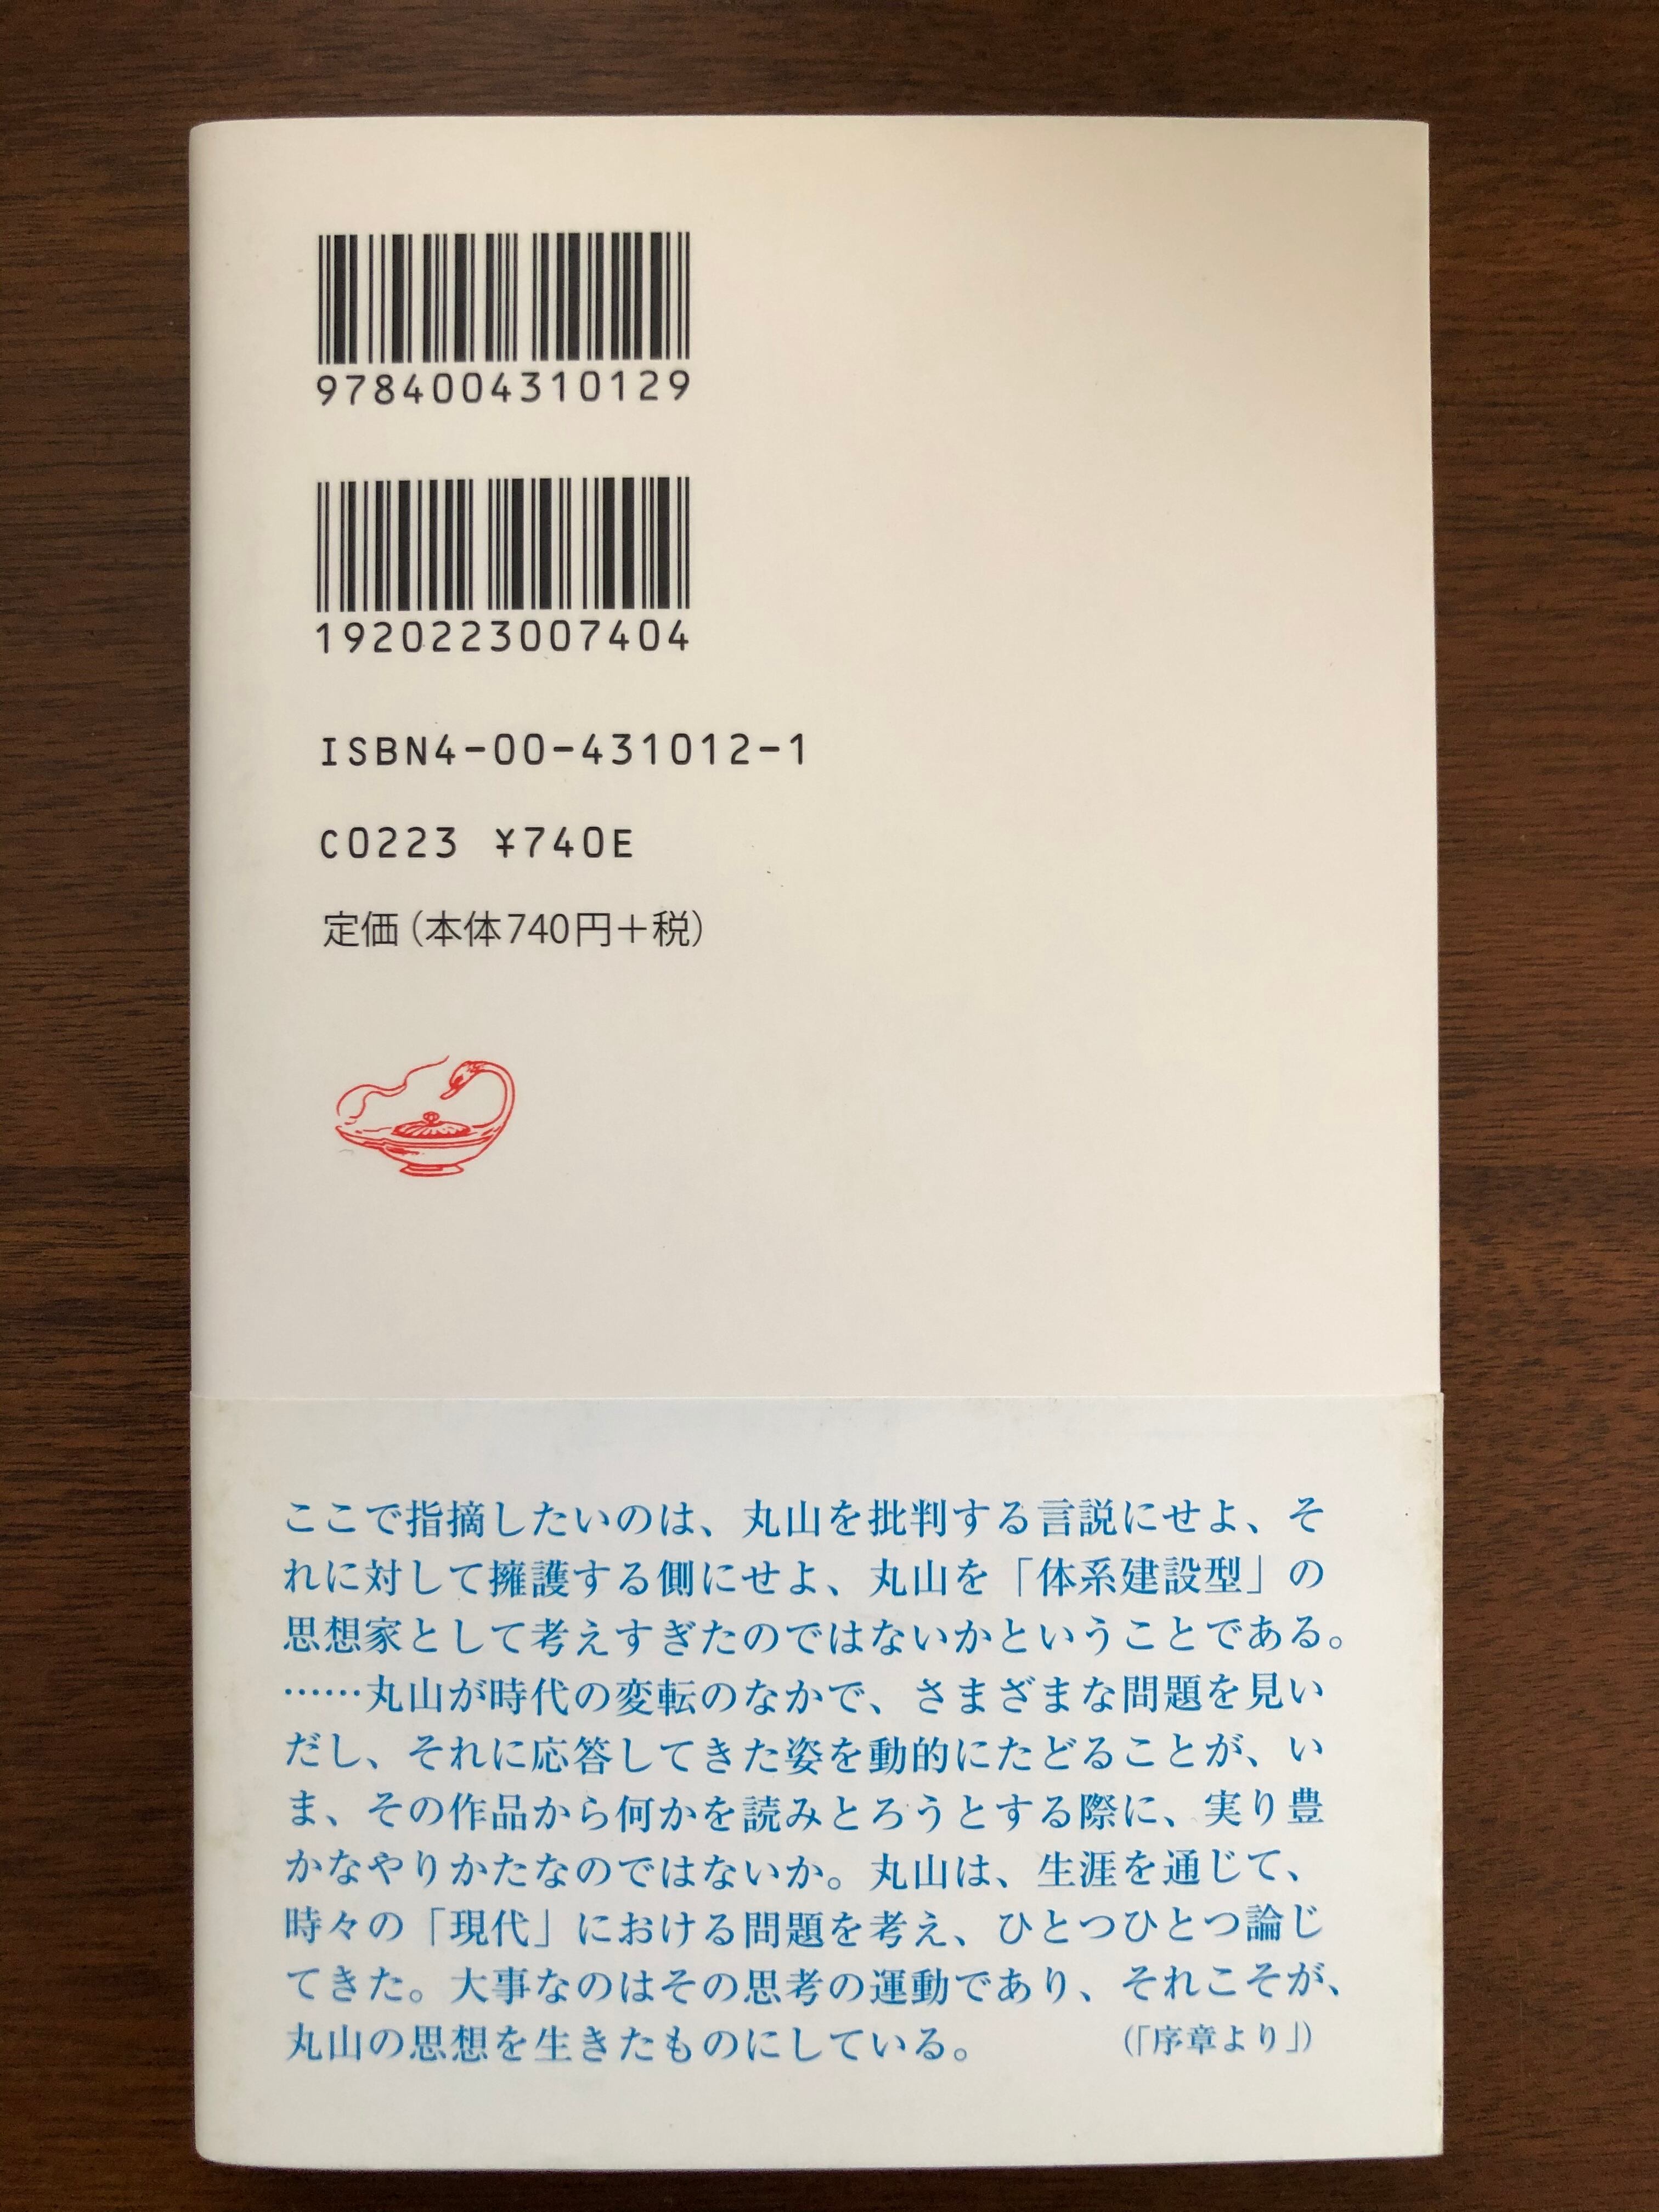 9784004310129
1920223007404
ISBN4-00-431012-1
C0223 ¥740E
定価（本体740円＋税）
ここで指摘したいのは、丸山を批判する言説にせよ、そ
れに対して擁護する側にせよ、丸山を「体系建設型」の
思想家として考えすぎたのではないかということである。
……丸山が時代の変転のなかで、さまざまな問題を見い
だし、それに応答してきた姿を動的にたどることが、い
ま、その作品から何かを読みとろうとする際に、実り豊
かなやりかたなのではないか。丸山は、生涯を通じて、
時々の「現代」における問題を考え、ひとつひとつ論じ
てきた。大事なのはその思考の運動であり、それこそが、
丸山の思想を生きたものにしている。　（「序章より」）